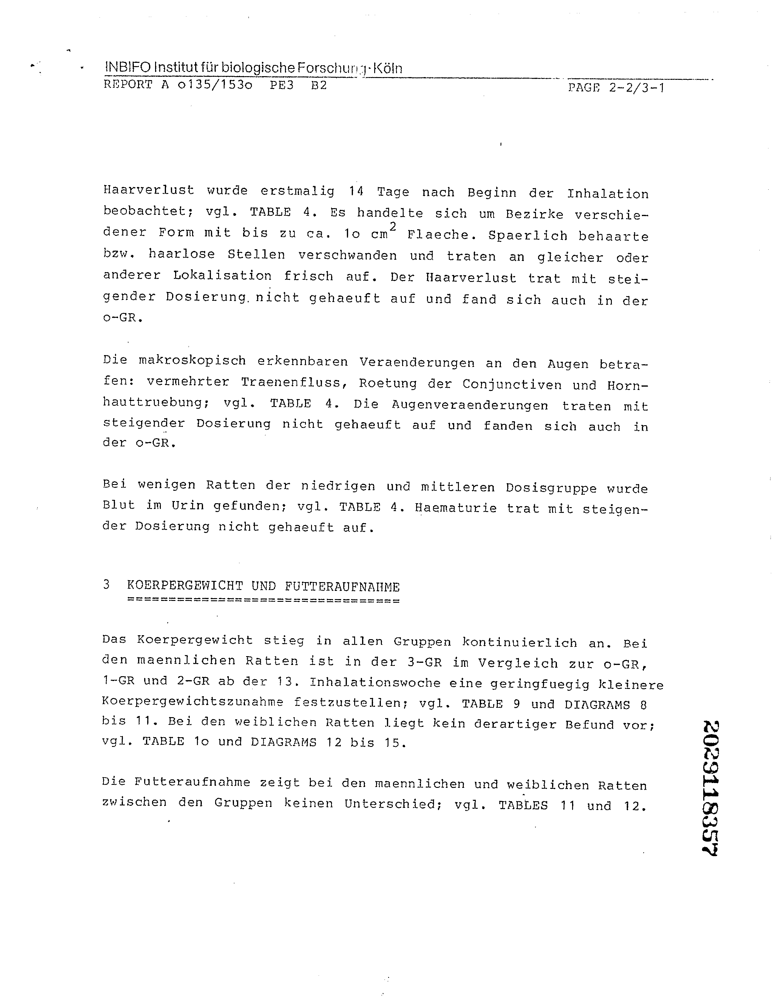 INBIFO Institut für biologische Forschung·Köln
REPORT A o135/153o PE3 B2 PAGE 2-2/3-1
Haarverlust wurde erstmalig 14 Tage nach Beginn der Inhalation
beobachtet; vgl. TABLE 4. Es handelte sich um Bezirke verschie-
dener Form mit bis zu ca. 1o cm² Flaeche. Spaerlich behaarte
bzw. haarlose Stellen verschwanden und traten an gleicher oder
anderer Lokalisation frisch auf. Der Haarverlust trat mit stei-
gender Dosierung nicht gehaeuft auf und fand sich auch in der
o-GR.
Die makroskopisch erkennbaren Veraenderungen an den Augen betra-
fen: vermehrter Traenenfluss, Roetung der Conjunctiven und Horn-
hauttruebung; vgl. TABLE 4. Die Augenveraenderungen traten mit
steigender Dosierung nicht gehaeuft auf und fanden sich auch in
der o-GR.
Bei wenigen Ratten der niedrigen und mittleren Dosisgruppe wurde
Blut im Urin gefunden; vgl. TABLE 4. Haematurie trat mit steigen-
der Dosierung nicht gehaeuft auf.
3 KOERPERGEWICHT UND FUTTERAUFNAHME
=================================
Das Koerpergewicht stieg in allen Gruppen kontinuierlich an. Bei
den maennlichen Ratten ist in der 3-GR im Vergleich zur o-GR,
1-GR und 2-GR ab der 13. Inhalationswoche eine geringfuegig kleinere
Koerpergewichtszunahme festzustellen; vgl. TABLE 9 und DIAGRAMS 8
bis 11. Bei den weiblichen Ratten liegt kein derartiger Befund vor;
vgl. TABLE 1o und DIAGRAMS 12 bis 15.
Die Futteraufnahme zeigt bei den maennlichen und weiblichen Ratten
zwischen den Gruppen keinen Unterschied; vgl. TABLES 11 und 12.
2029118357